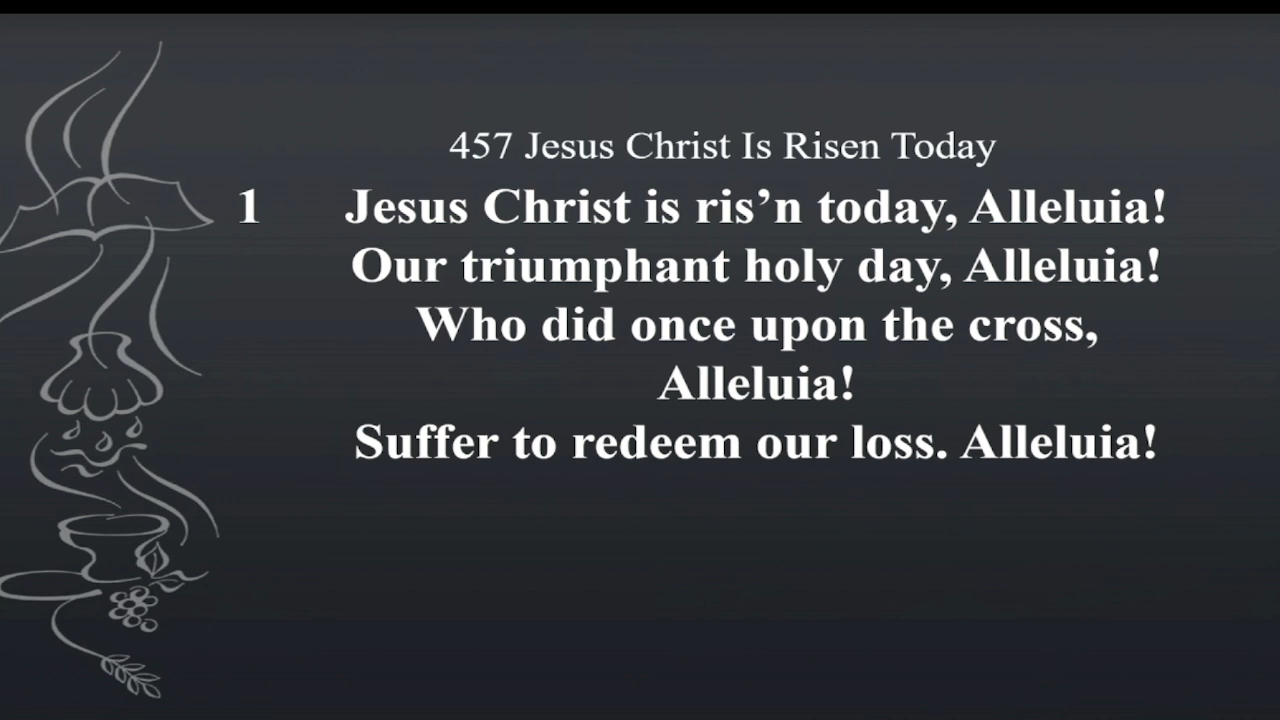 457 Jesus Christ Is Risen Today
1 Jesus Christ is ris’n today, Alleluia!
Our triumphant holy day, Alleluia!
Who did once upon the cross,
Alleluia!
Suffer to redeem our loss. Alleluia!